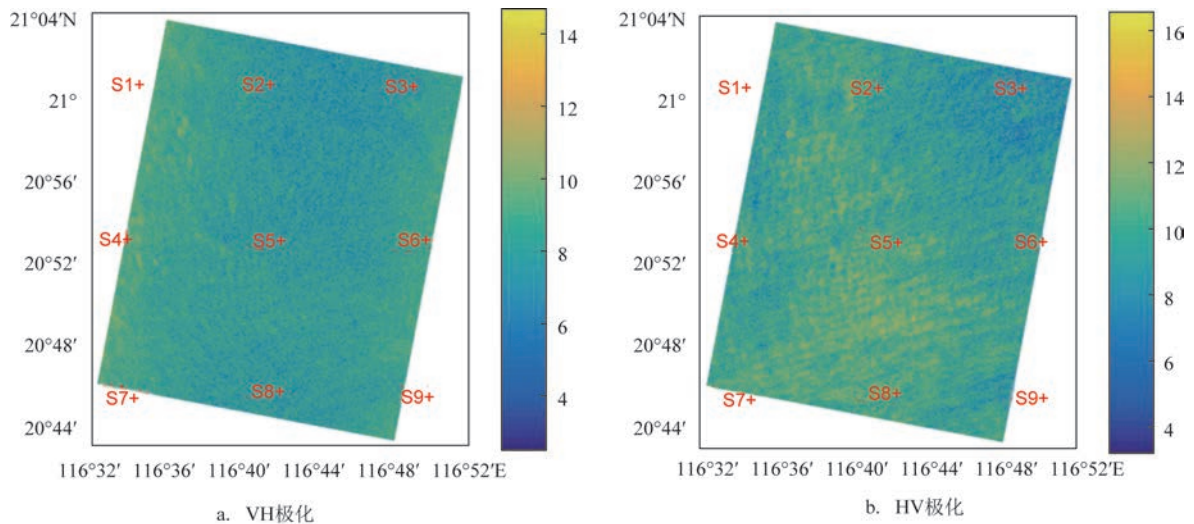 21°04′N
21°
20°56′
20°52′
20°48′
20°44′
116°32′ 116°36′ 116°40′ 116°44′ 116°48′ 116°52′E
S1+ S2+ S3+
S4+ S5+ S6+
S7+ S8+ S9+
14
12
10
8
6
4
a. VH极化
21°04′N
21°
20°56′
20°52′
20°48′
20°44′
116°32′ 116°36′ 116°40′ 116°44′ 116°48′ 116°52′E
S1+ S2+ S3+
S4+ S5+ S6+
S7+ S8+ S9+
16
14
12
10
8
6
4
b. HV极化